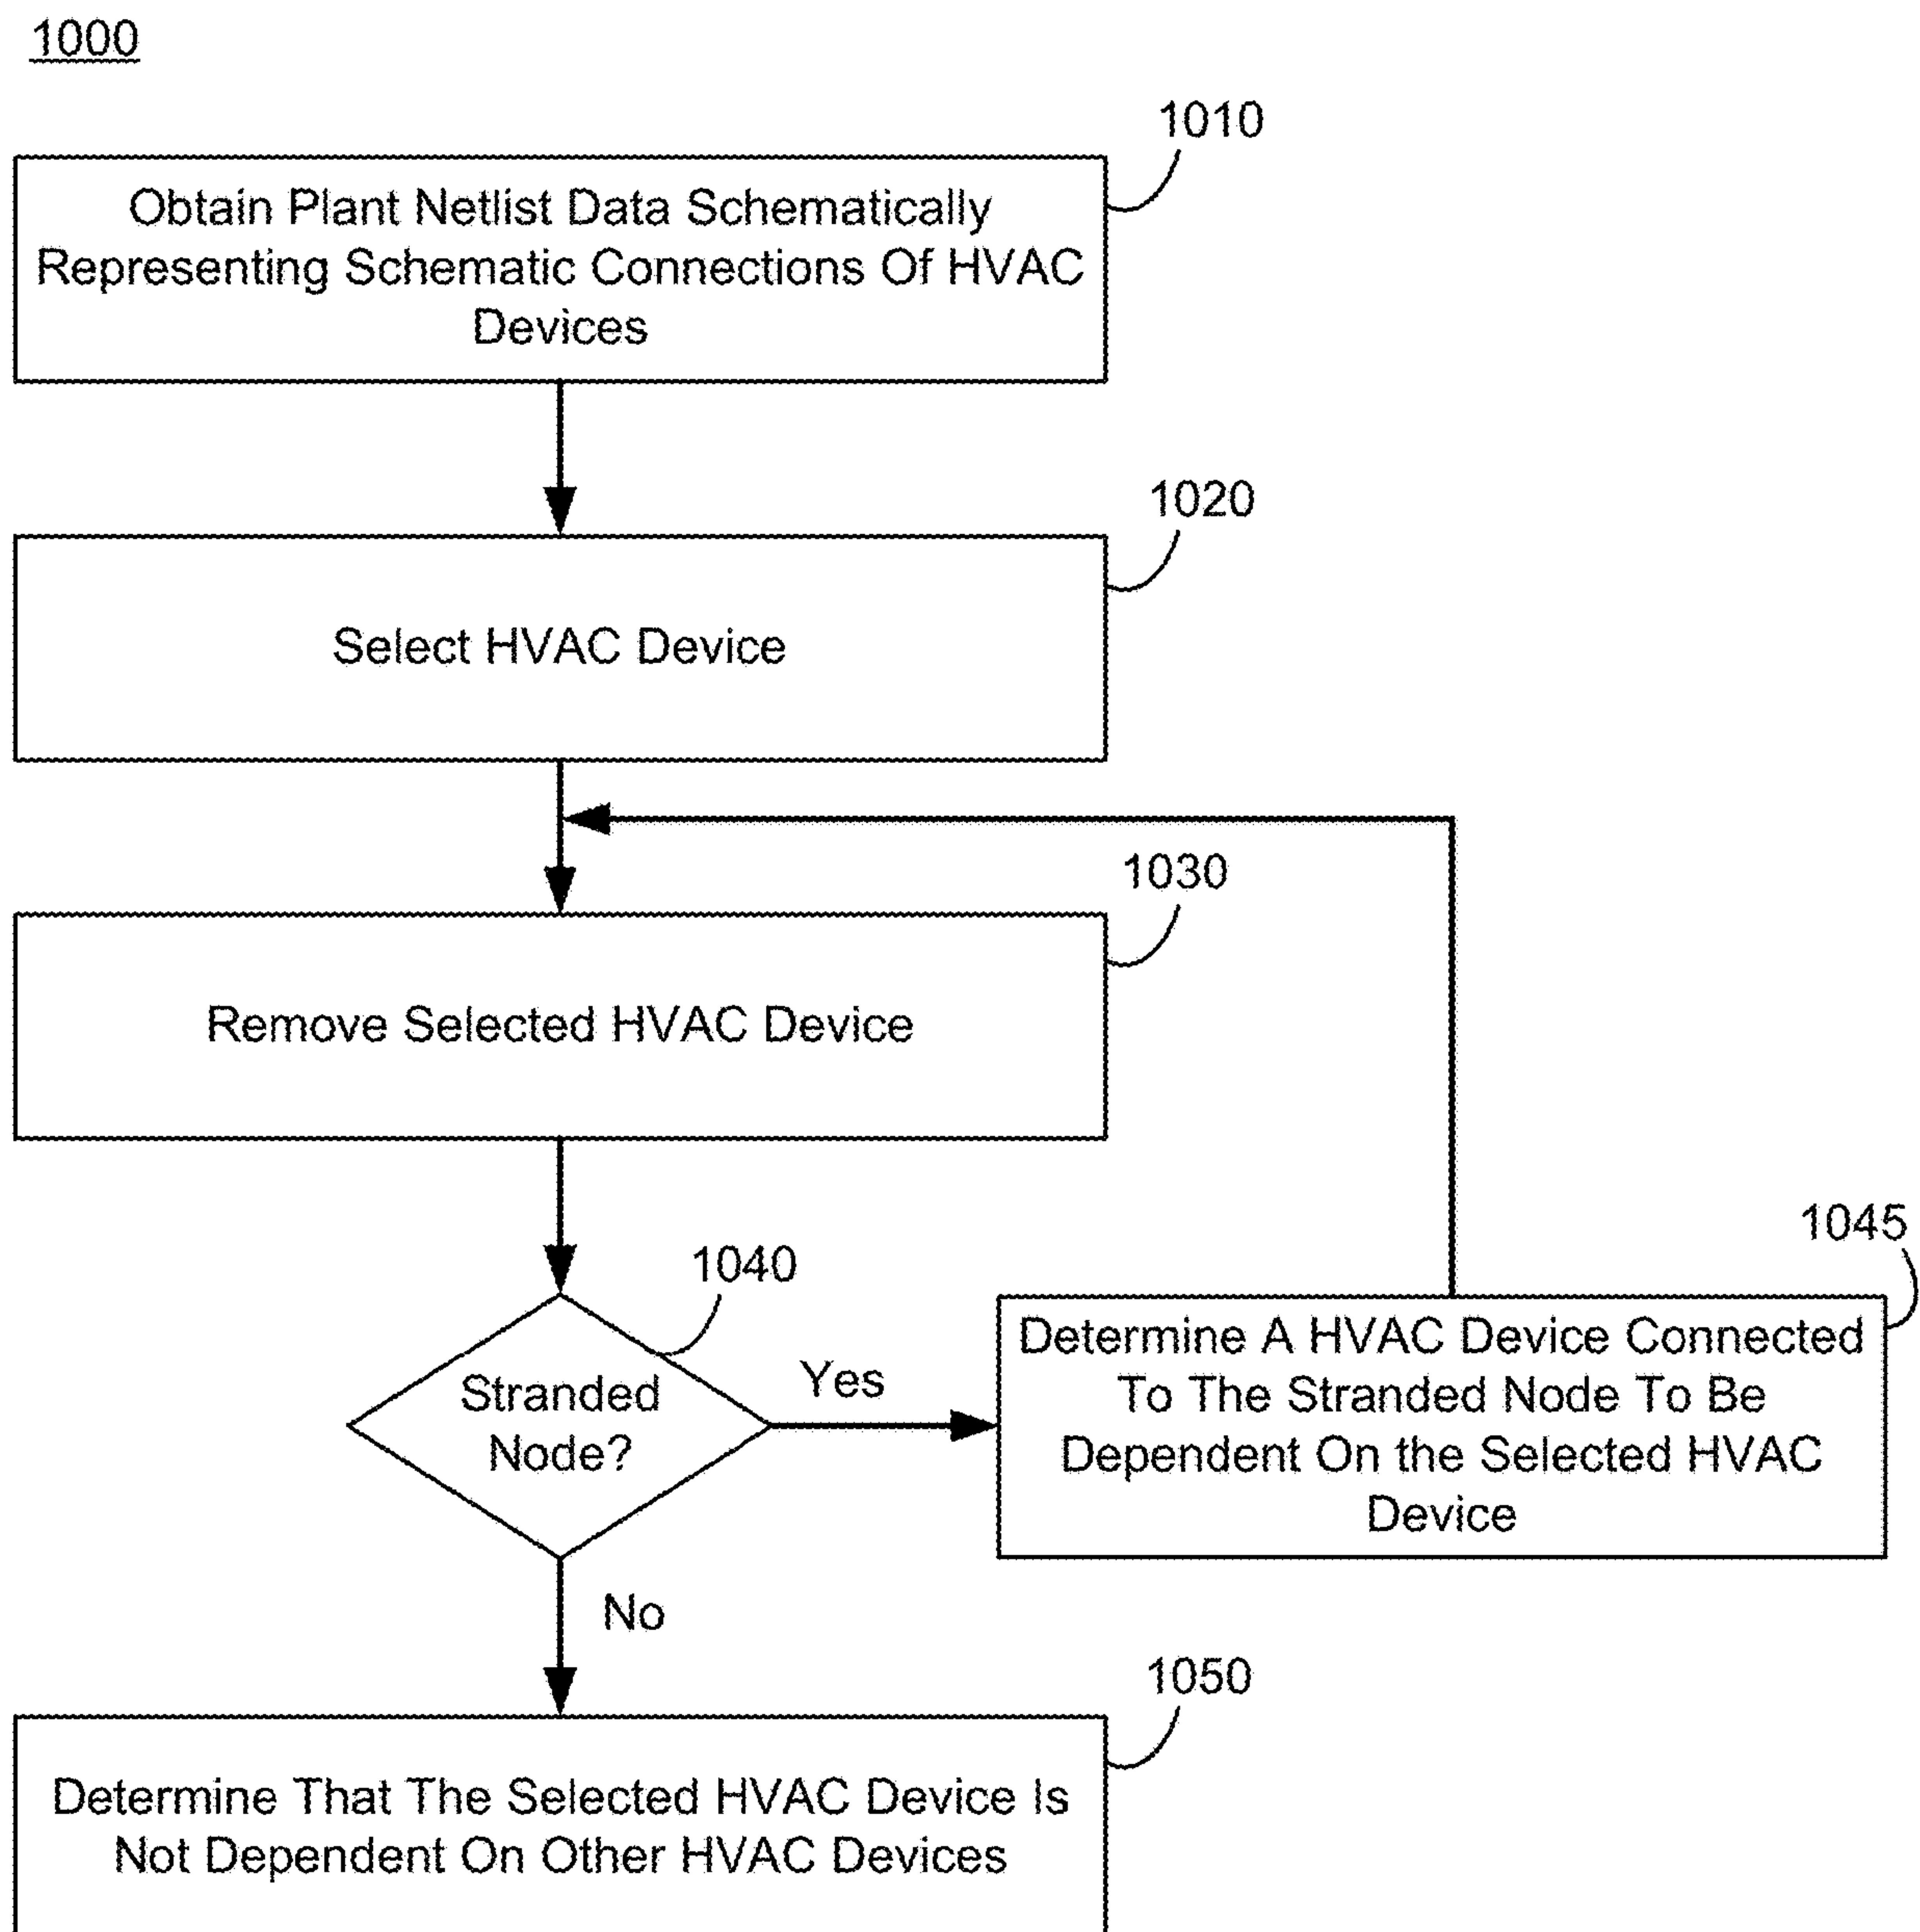 1000
1010
Obtain Plant Netlist Data Schematically
Representing Schematic Connections Of HVAC
Devices
1020
Select HVAC Device
1030
Remove Selected HVAC Device
1040
Stranded
Node?
Yes
1045
Determine A HVAC Device Connected
To The Stranded Node To Be
Dependent On the Selected HVAC
Device
No
1050
Determine That The Selected HVAC Device Is
Not Dependent On Other HVAC Devices